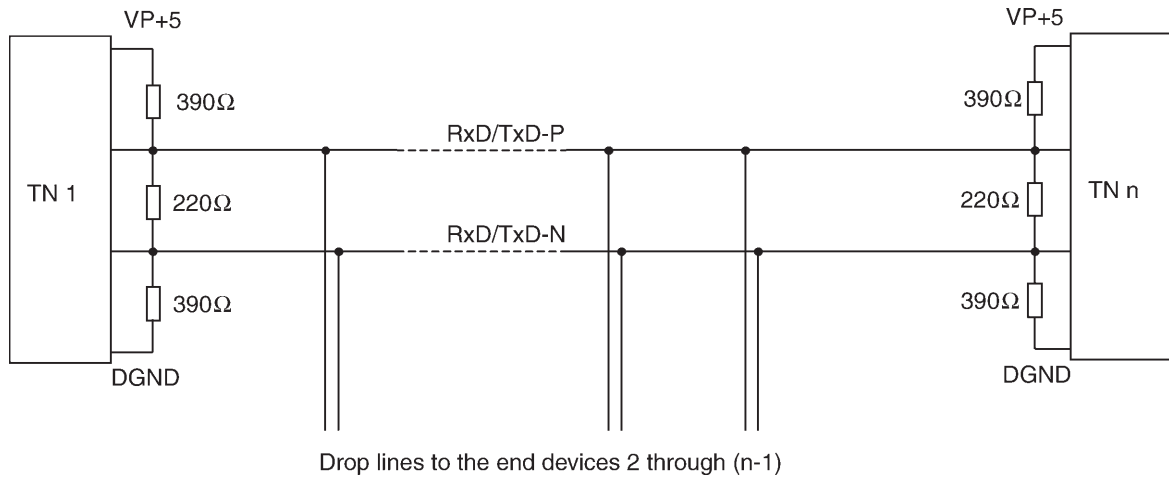 VP+5
VP+5
390Ω
390Ω
RxD/TxD-P
TN 1
220Ω
220Ω
TN n
RxD/TxD-N
390Ω
390Ω
DGND
DGND
Drop lines to the end devices 2 through (n-1)